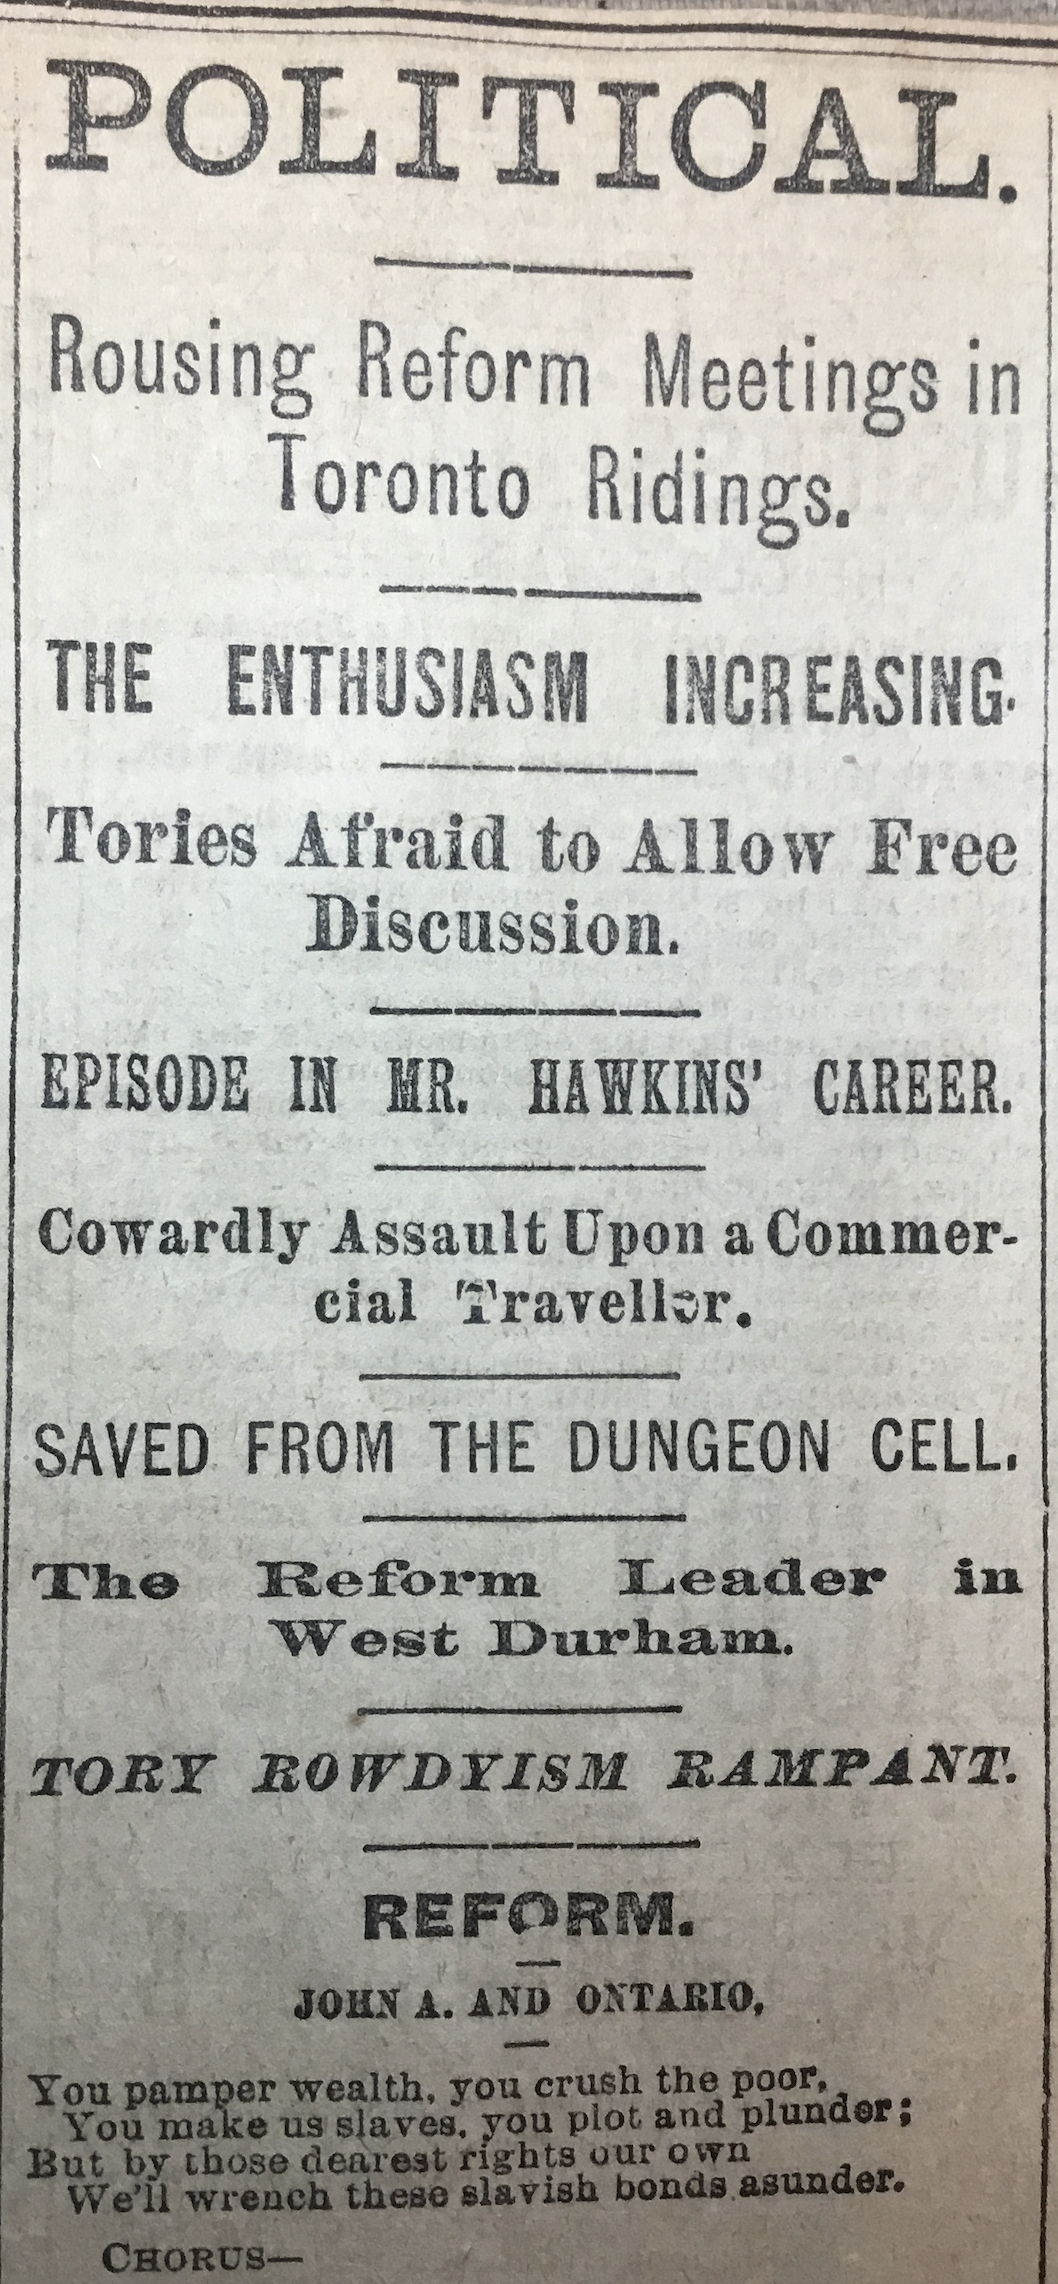 POLITICAL.
Rousing Reform Meetings in
Toronto Ridings.
THE ENTHUSIASM INCREASING.
Tories Afraid to Allow Free
Discussion.
EPISODE IN MR. HAWKINS' CAREER.
Cowardly Assault Upon a Commer-
cial Traveller.
SAVED FROM THE DUNGEON CELL.
The Reform Leader in
West Durham.
TORY ROWDYISM RAMPANT.
REFORM.
JOHN A. AND ONTARIO,
You pamper wealth, you crush the poor,
You make us slaves, you plot and plunder;
But by those dearest rights our own
We'll wrench these slavish bonds asunder.
CHORUS—